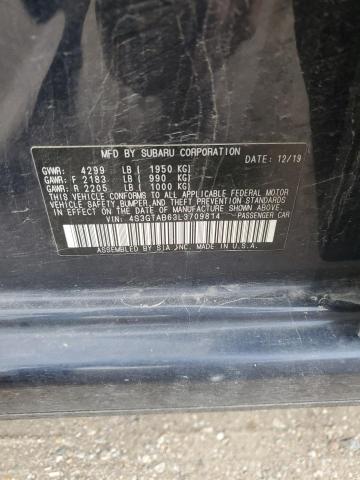 MFD BY SUBARU CORPORATION
DATE: 12/19
GVWR: 4299 LB [ 1950 KG]
GAWR: F 2183 LB [ 990 KG]
GAWR: R 2205 LB [ 1000 KG]
THIS VEHICLE CONFORMS TO ALL APPLICABLE FEDERAL MOTOR
VEHICLE SAFETY, BUMPER, AND THEFT PREVENTION STANDARDS
IN EFFECT ON THE DATE OF MANUFACTURE SHOWN ABOVE.
VIN: 4S3GTAB63L3709814 PASSENGER CAR
ASSEMBLED BY SIA, INC. MADE IN U.S.A.